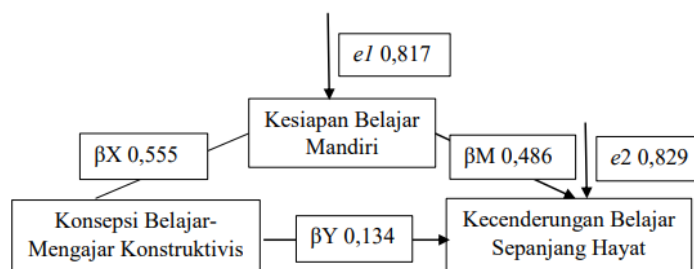 e1 0,817
Kesiapan Belajar
Mandiri
βX 0,555
βM 0,486
e2 0,829
Konsepsi Belajar-
Mengajar Konstruktivis
βY 0,134
Kecenderungan Belajar
Sepanjang Hayat